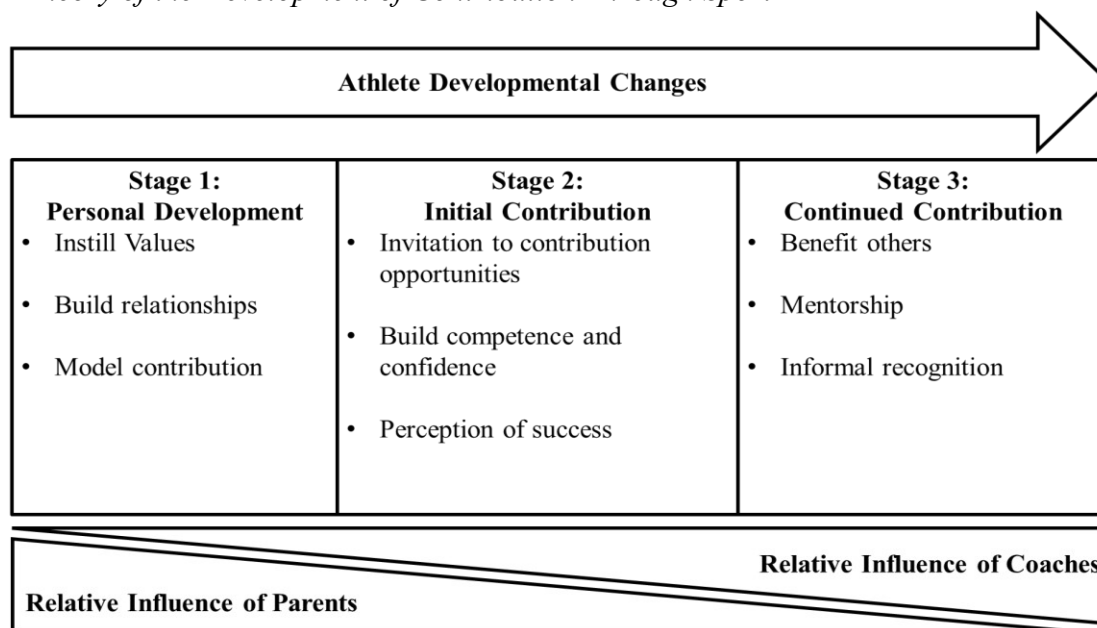 Athlete Developmental Changes
Stage 1:
Personal Development
• Instill Values
• Build relationships
• Model contribution
Stage 2:
Initial Contribution
• Invitation to contribution
opportunities
• Build competence and
confidence
• Perception of success
Stage 3:
Continued Contribution
• Benefit others
• Mentorship
• Informal recognition
Relative Influence of Coaches
Relative Influence of Parents